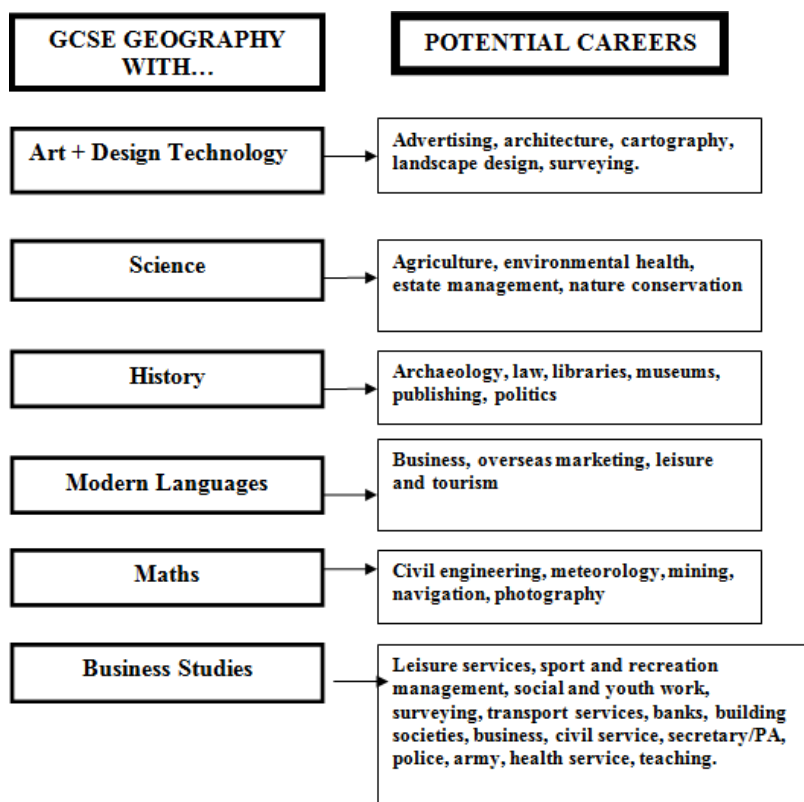 GCSE GEOGRAPHY
WITH…
POTENTIAL CAREERS
Art + Design Technology
Advertising, architecture, cartography,
landscape design, surveying.
Science
Agriculture, environmental health,
estate management, nature conservation
History
Archaeology, law, libraries, museums,
publishing, politics
Modern Languages
Business, overseas marketing, leisure
and tourism
Maths
Civil engineering, meteorology, mining,
navigation, photography
Business Studies
Leisure services, sport and recreation
management, social and youth work,
surveying, transport services, banks, building
societies, business, civil service, secretary/PA,
police, army, health service, teaching.